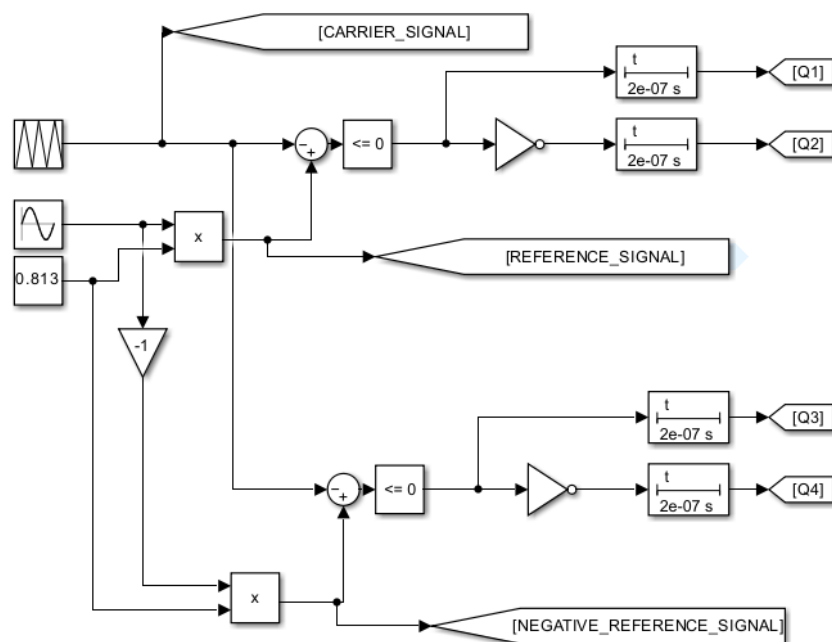 [CARRIER_SIGNAL]
t
2e-07 s
[Q1]
<= 0
t
2e-07 s
[Q2]
x
[REFERENCE_SIGNAL]
0.813
-1
t
2e-07 s
[Q3]
<= 0
t
2e-07 s
[Q4]
x
[NEGATIVE_REFERENCE_SIGNAL]